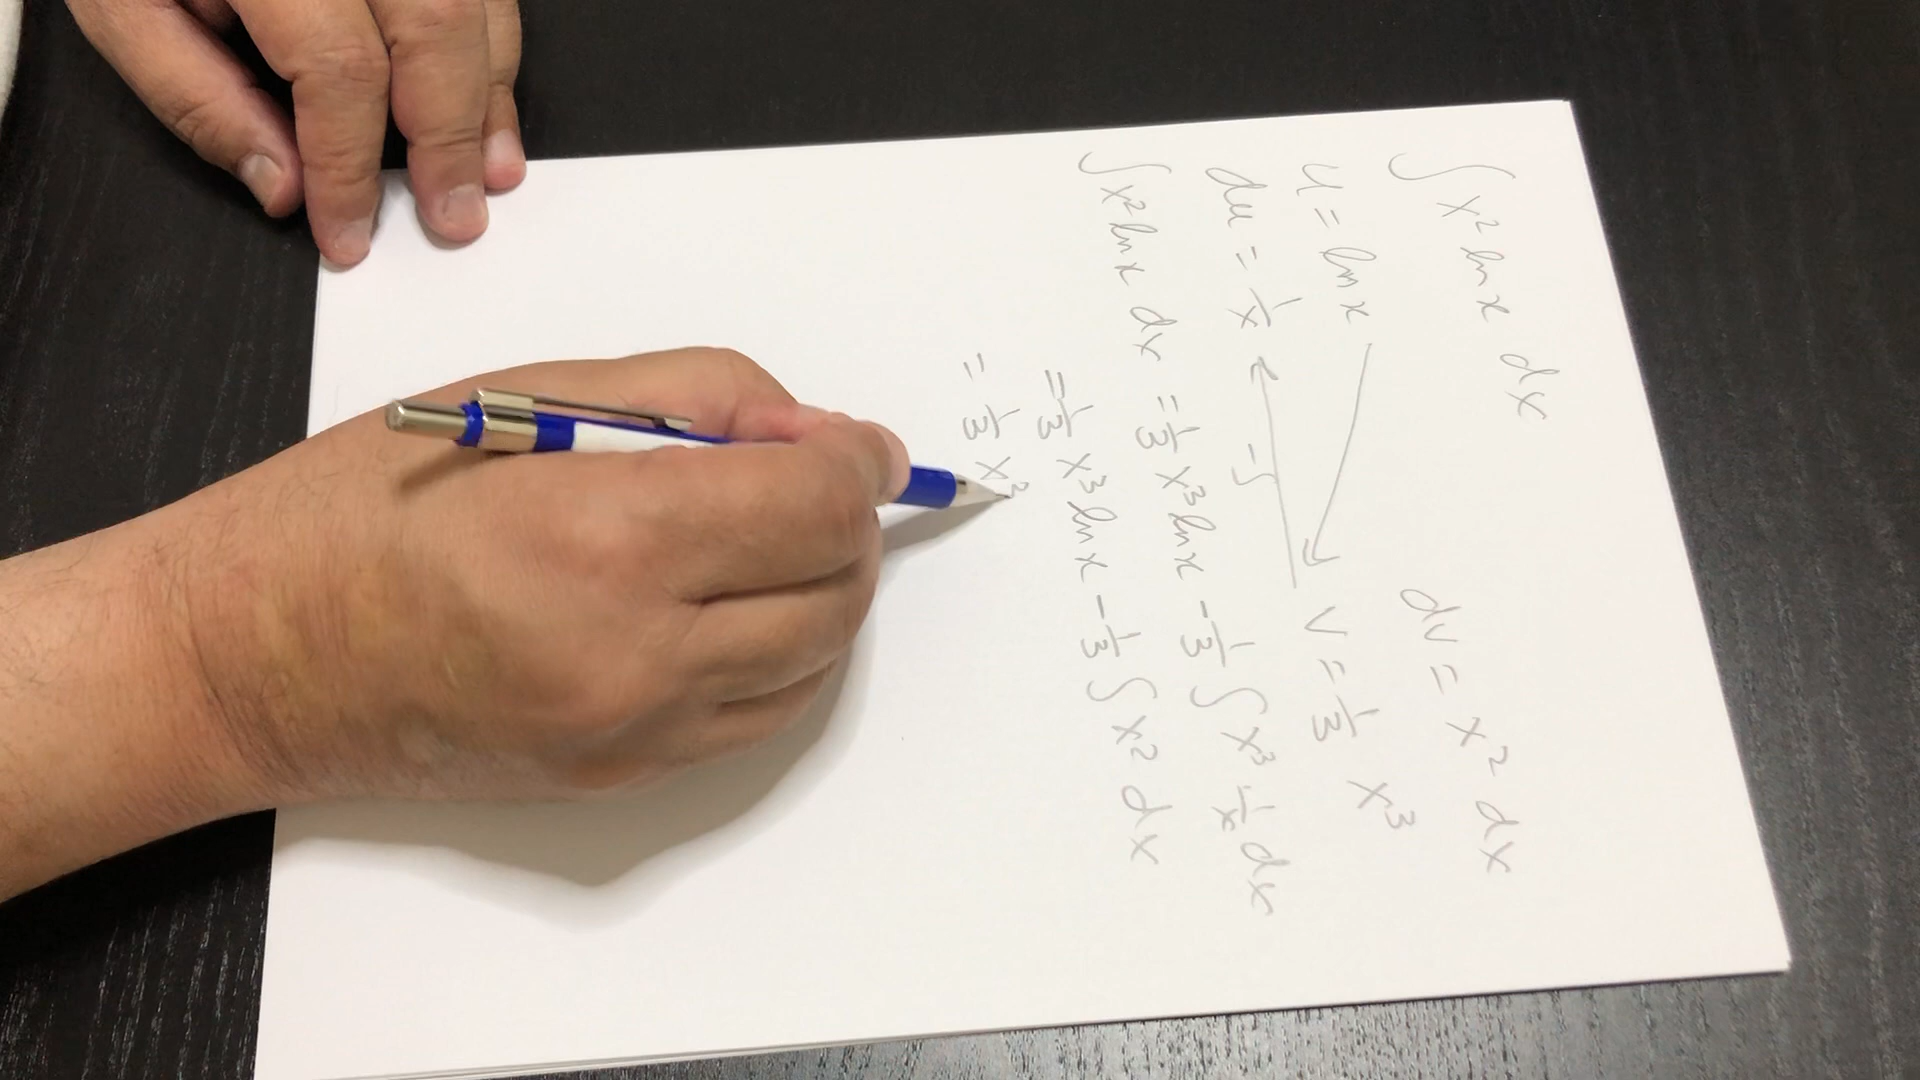 ∫ x² ln x dx
u = ln x dv = x² dx
du = 1/x -∫ v = 1/3 x³
∫ x² ln x dx = 1/3 x³ ln x - 1/3 ∫ x³ 1/x dx
= 1/3 x³ ln x - 1/3 ∫ x² dx
= 1/3 x³